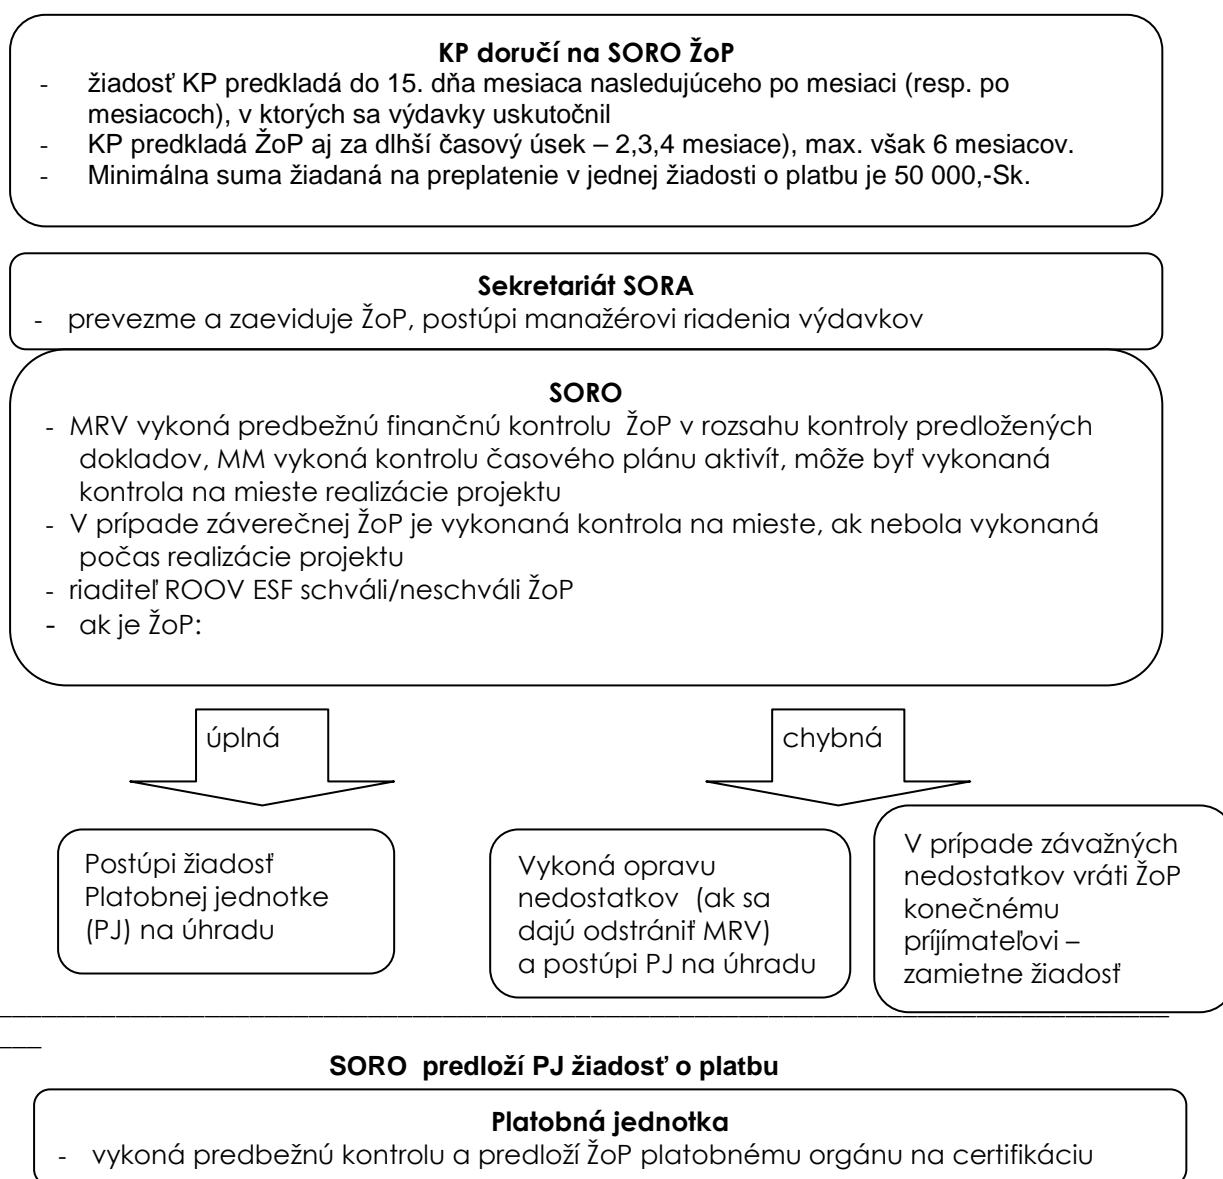 KP doručí na SORO ŽoP
- žiadosť KP predkladá do 15. dňa mesiaca nasledujúceho po mesiaci (resp. po
mesiacoch), v ktorých sa výdavky uskutočnil
- KP predkladá ŽoP aj za dlhší časový úsek – 2,3,4 mesiace), max. však 6 mesiacov.
- Minimálna suma žiadaná na preplatenie v jednej žiadosti o platbu je 50 000,-Sk.
Sekretariát SORA
- prevezme a zaeviduje ŽoP, postúpi manažérovi riadenia výdavkov
SORO
- MRV vykoná predbežnú finančnú kontrolu ŽoP v rozsahu kontroly predložených
dokladov, MM vykoná kontrolu časového plánu aktivít, môže byť vykonaná
kontrola na mieste realizácie projektu
- V prípade záverečnej ŽoP je vykonaná kontrola na mieste, ak nebola vykonaná
počas realizácie projektu
- riaditeľ ROOV ESF schváli/neschváli ŽoP
- ak je ŽoP:
úplná
chybná
Postúpi žiadosť
Platobnej jednotke
(PJ) na úhradu
Vykoná opravu
nedostatkov (ak sa
dajú odstrániť MRV)
a postúpi PJ na úhradu
V prípade závažných
nedostatkov vráti ŽoP
konečnému
príjímateľovi –
zamietne žiadosť
SORO predloží PJ žiadosť o platbu
Platobná jednotka
- vykoná predbežnú kontrolu a predloží ŽoP platobnému orgánu na certifikáciu